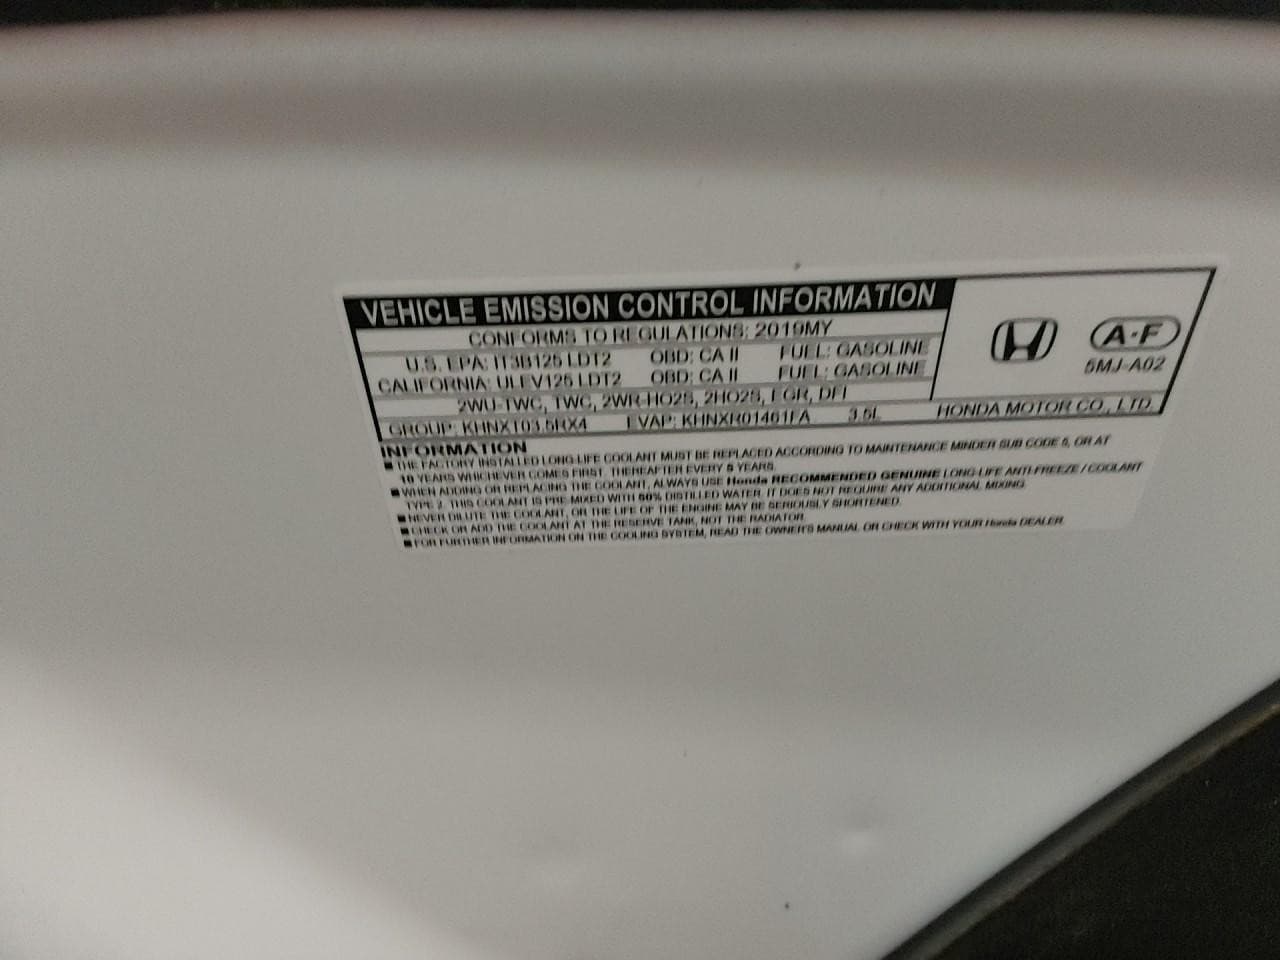 VEHICLE EMISSION CONTROL INFORMATION
CONFORMS TO REGULATIONS: 2019MY
U.S. EPA: IT3B125 LDT2 OBD: CA II FUEL: GASOLINE
CALIFORNIA: ULEV125 LDT2 OBD: CA II FUEL: GASOLINE
2WU-TWC, TWC, 2WR-HO2S, 2HO2S, EGR, DFI
GROUP: KHNXT03.5RX4 EVAP: KHNXR01461FA 3.5L
A·F
5MJ-A02
HONDA MOTOR CO., LTD.
INFORMATION
■ THE FACTORY INSTALLED LONG-LIFE COOLANT MUST BE REPLACED ACCORDING TO MAINTENANCE MINDER SUB CODE 5, OR AT
10 YEARS WHICHEVER COMES FIRST. THEREAFTER EVERY 5 YEARS.
■ WHEN ADDING OR REPLACING THE COOLANT, ALWAYS USE Honda RECOMMENDED GENUINE LONG-LIFE ANTI-FREEZE / COOLANT
TYPE 2. THIS COOLANT IS PRE-MIXED WITH 50% DISTILLED WATER. IT DOES NOT REQUIRE ANY ADDITIONAL MIXING.
■ NEVER DILUTE THE COOLANT, OR THE LIFE OF THE ENGINE MAY BE SERIOUSLY SHORTENED.
■ CHECK OR ADD THE COOLANT AT THE RESERVE TANK, NOT THE RADIATOR.
■ FOR FURTHER INFORMATION ON THE COOLING SYSTEM, READ THE OWNER'S MANUAL OR CHECK WITH YOUR Honda DEALER.